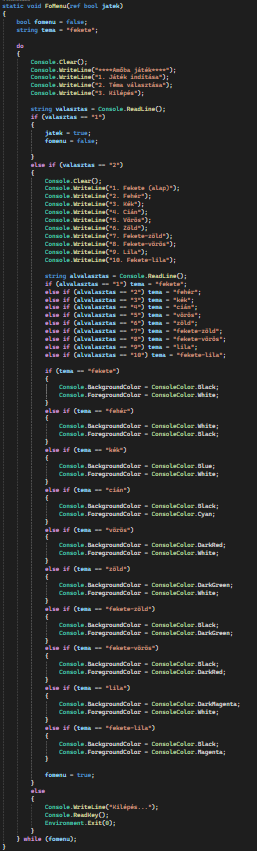 static void FoMenu(ref bool jatek)
{
    bool fomenu = false;
    string tema = "fekete";

    do
    {
        Console.Clear();
        Console.WriteLine("****Amőba játék****");
        Console.WriteLine("1. Játék indítása");
        Console.WriteLine("2. Téma választása");
        Console.WriteLine("3. Kilépés");

        string valasztas = Console.ReadLine();
        if (valasztas == "1")
        {
            jatek = true;
            fomenu = false;

        }
        else if (valasztas == "2")
        {
            Console.Clear();
            Console.WriteLine("1. Fekete (alap)");
            Console.WriteLine("2. Fehér");
            Console.WriteLine("3. Kék");
            Console.WriteLine("4. Cián");
            Console.WriteLine("5. Vörös");
            Console.WriteLine("6. Zöld");
            Console.WriteLine("7. Fekete-zöld");
            Console.WriteLine("8. Fekete-vörös");
            Console.WriteLine("9. Lila");
            Console.WriteLine("10. Fekete-lila");

            string alvalasztas = Console.ReadLine();
            if (alvalasztas == "1") tema = "fekete";
            else if (alvalasztas == "2") tema = "fehér";
            else if (alvalasztas == "3") tema = "kék";
            else if (alvalasztas == "4") tema = "cián";
            else if (alvalasztas == "5") tema = "vörös";
            else if (alvalasztas == "6") tema = "zöld";
            else if (alvalasztas == "7") tema = "fekete-zöld";
            else if (alvalasztas == "8") tema = "fekete-vörös";
            else if (alvalasztas == "9") tema = "lila";
            else if (alvalasztas == "10") tema = "fekete-lila";

            if (tema == "fekete")
            {
                Console.BackgroundColor = ConsoleColor.Black;
                Console.ForegroundColor = ConsoleColor.White;
            }
            else if (tema == "fehér")
            {
                Console.BackgroundColor = ConsoleColor.White;
                Console.ForegroundColor = ConsoleColor.Black;
            }
            else if (tema == "kék")
            {
                Console.BackgroundColor = ConsoleColor.Blue;
                Console.ForegroundColor = ConsoleColor.White;
            }
            else if (tema == "cián")
            {
                Console.BackgroundColor = ConsoleColor.Black;
                Console.ForegroundColor = ConsoleColor.Cyan;
            }
            else if (tema == "vörös")
            {
                Console.BackgroundColor = ConsoleColor.DarkRed;
                Console.ForegroundColor = ConsoleColor.White;
            }
            else if (tema == "zöld")
            {
                Console.BackgroundColor = ConsoleColor.DarkGreen;
                Console.ForegroundColor = ConsoleColor.White;
            }
            else if (tema == "fekete-zöld")
            {
                Console.BackgroundColor = ConsoleColor.Black;
                Console.ForegroundColor = ConsoleColor.DarkGreen;
            }
            else if (tema == "fekete-vörös")
            {
                Console.BackgroundColor = ConsoleColor.Black;
                Console.ForegroundColor = ConsoleColor.DarkRed;
            }
            else if (tema == "lila")
            {
                Console.BackgroundColor = ConsoleColor.DarkMagenta;
                Console.ForegroundColor = ConsoleColor.White;
            }
            else if (tema == "fekete-lila")
            {
                Console.BackgroundColor = ConsoleColor.Black;
                Console.ForegroundColor = ConsoleColor.Magenta;
            }

            fomenu = true;
        }
        else
        {
            Console.WriteLine("Kilépés...");
            Console.ReadKey();
            Environment.Exit(0);
        }
    } while (fomenu);
}